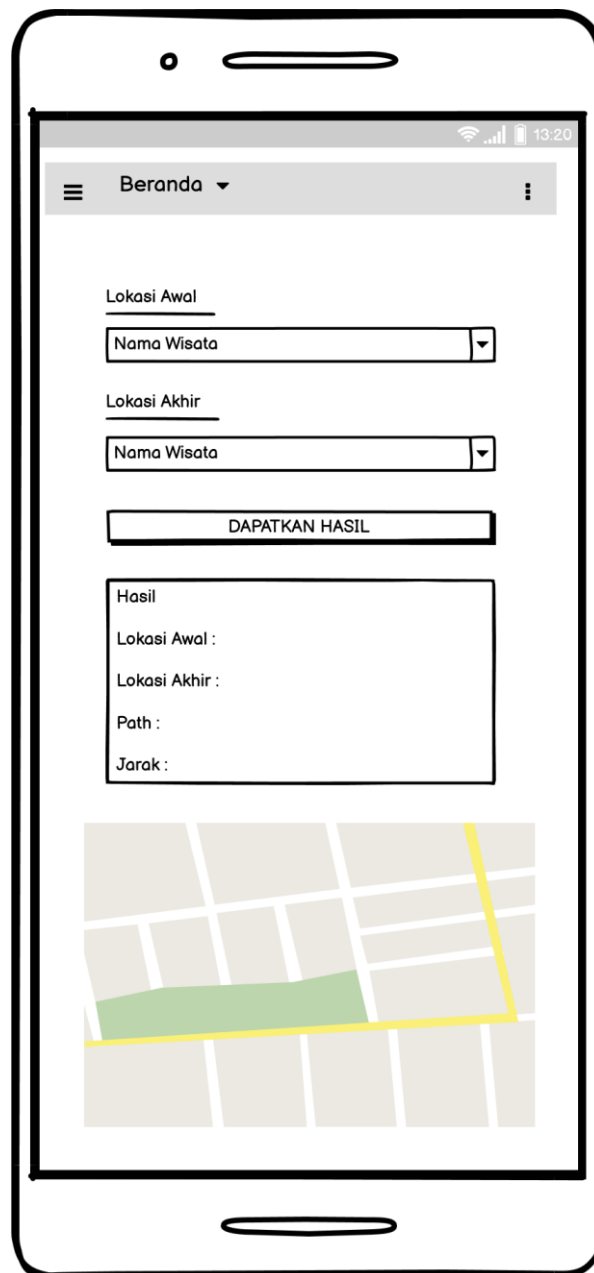 13:20
Beranda
Lokasi Awal
Nama Wisata
Lokasi Akhir
Nama Wisata
DAPATKAN HASIL
Hasil
Lokasi Awal :
Lokasi Akhir :
Path :
Jarak :